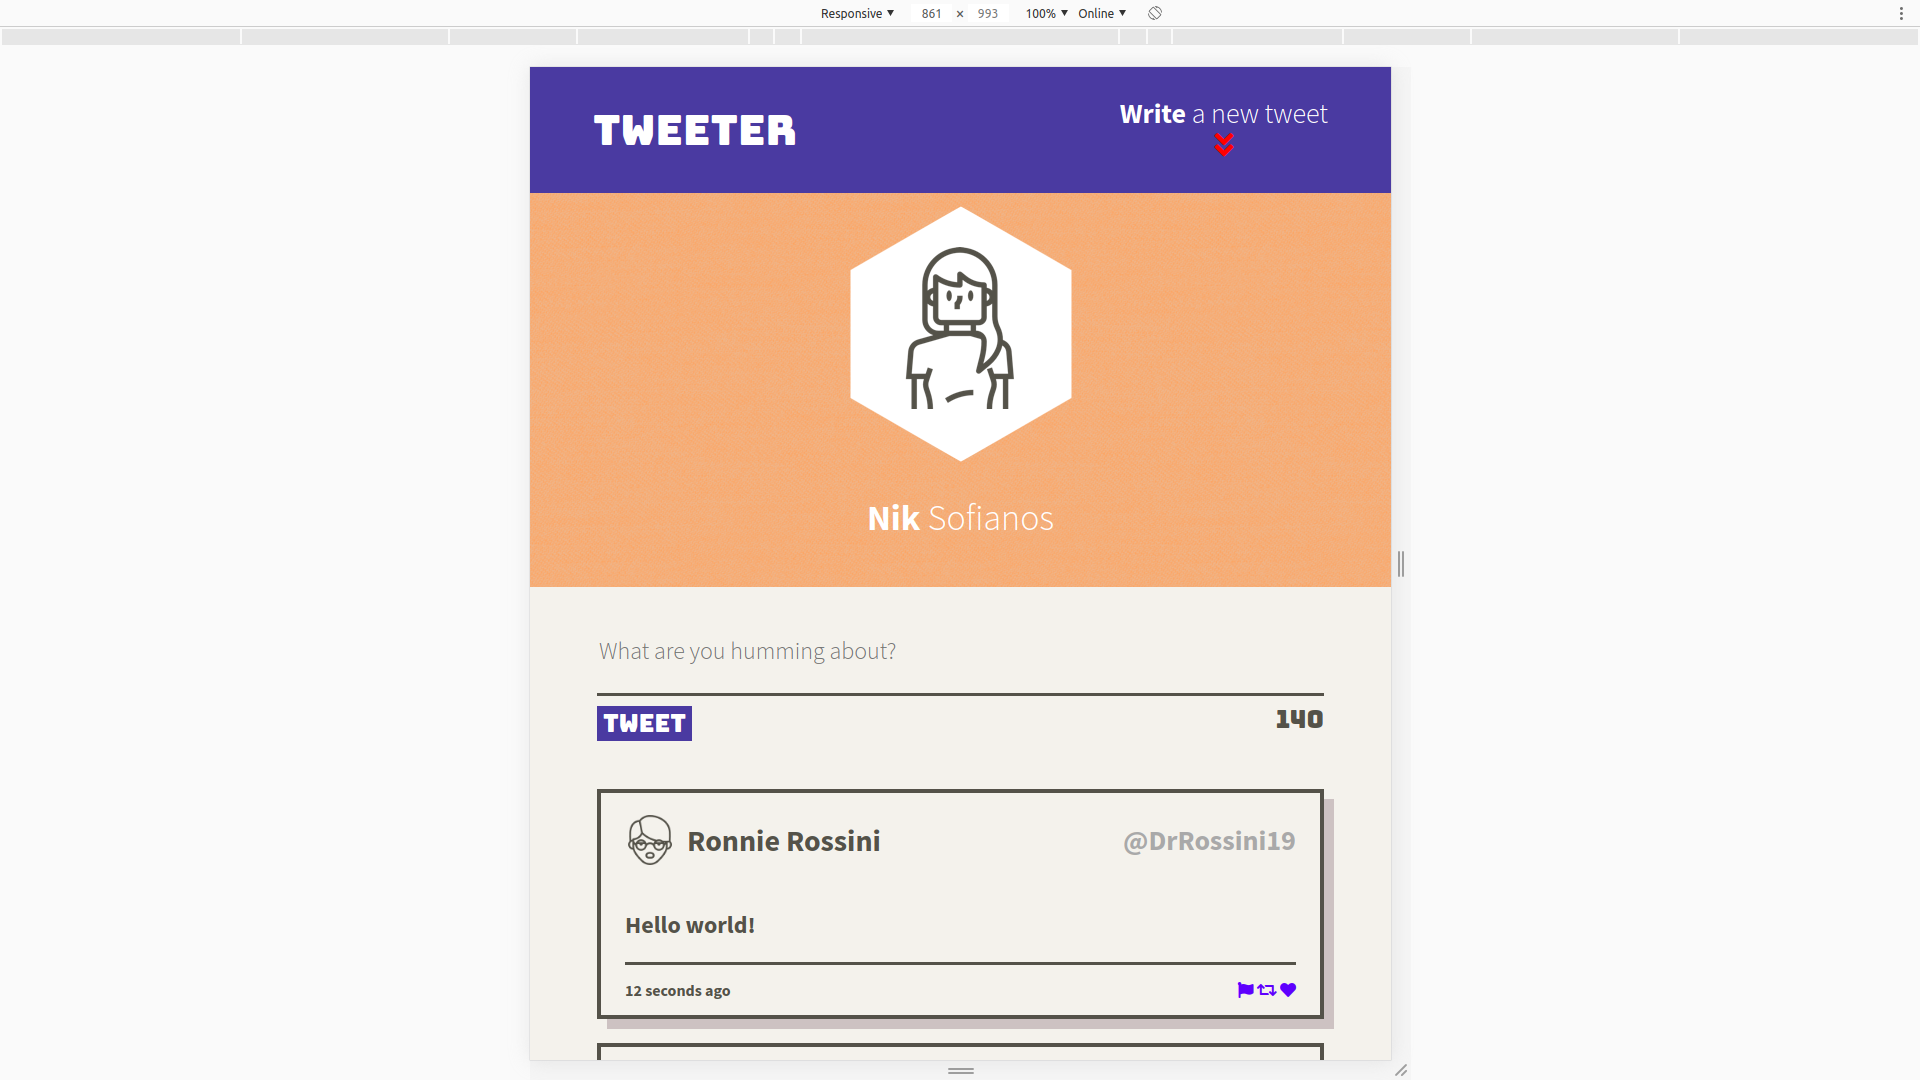 Responsive ▼ 861 × 993 100% ▼ Online ▼
TWEETER
Write a new tweet
Nik Sofianos
What are you humming about?
TWEET
140
Ronnie Rossini
@DrRossini19
Hello world!
12 seconds ago